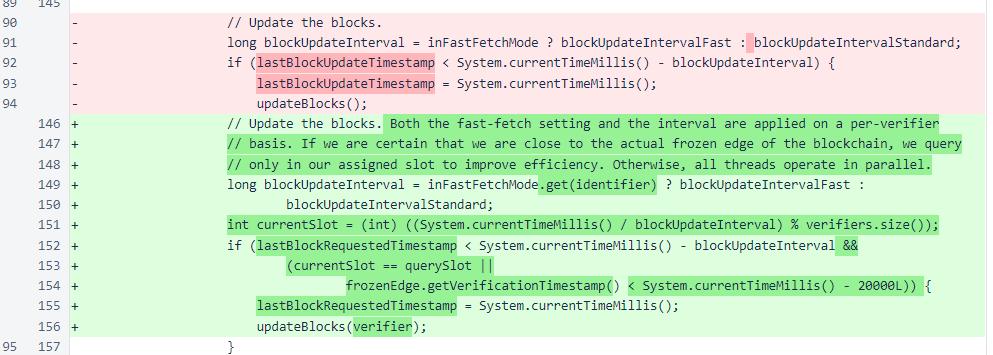 89 145
90 - // Update the blocks.
91 - long blockUpdateInterval = inFastFetchMode ? blockUpdateIntervalFast : blockUpdateIntervalStandard;
92 - if (lastBlockUpdateTimestamp < System.currentTimeMillis() - blockUpdateInterval) {
93 - lastBlockUpdateTimestamp = System.currentTimeMillis();
94 - updateBlocks();
146 + // Update the blocks. Both the fast-fetch setting and the interval are applied on a per-verifier
147 + // basis. If we are certain that we are close to the actual frozen edge of the blockchain, we query
148 + // only in our assigned slot to improve efficiency. Otherwise, all threads operate in parallel.
149 + long blockUpdateInterval = inFastFetchMode.get(identifier) ? blockUpdateIntervalFast :
150 + blockUpdateIntervalStandard;
151 + int currentSlot = (int) ((System.currentTimeMillis() / blockUpdateInterval) % verifiers.size());
152 + if (lastBlockRequestedTimestamp < System.currentTimeMillis() - blockUpdateInterval &&
153 + (currentSlot == querySlot ||
154 + frozenEdge.getVerificationTimestamp() < System.currentTimeMillis() - 20000L)) {
155 + lastBlockRequestedTimestamp = System.currentTimeMillis();
156 + updateBlocks(verifier);
95 157 }